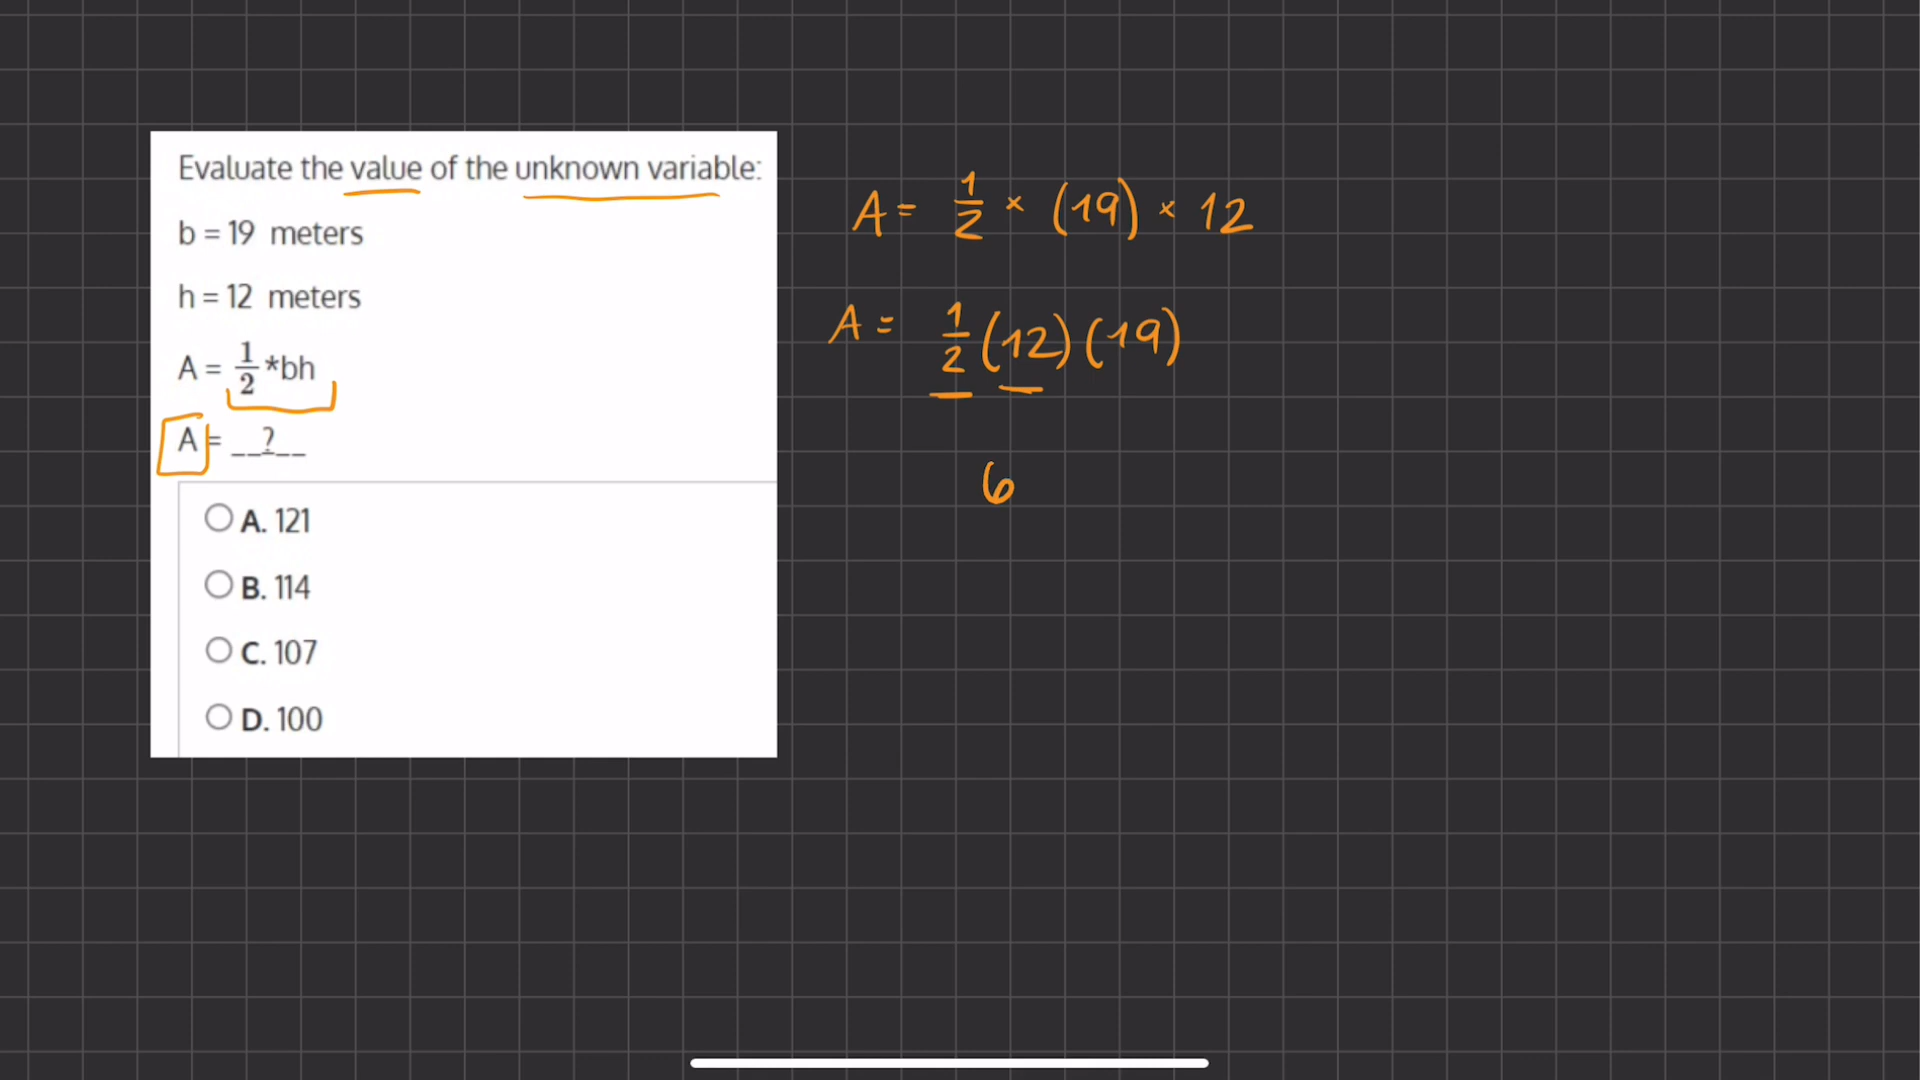 Evaluate the value of the unknown variable:
b = 19 meters
h = 12 meters
A = 1/2 *bh
A = __?__
A. 121
B. 114
C. 107
D. 100
A = 1/2 × (19) × 12
A = 1/2 (12) (19)
6